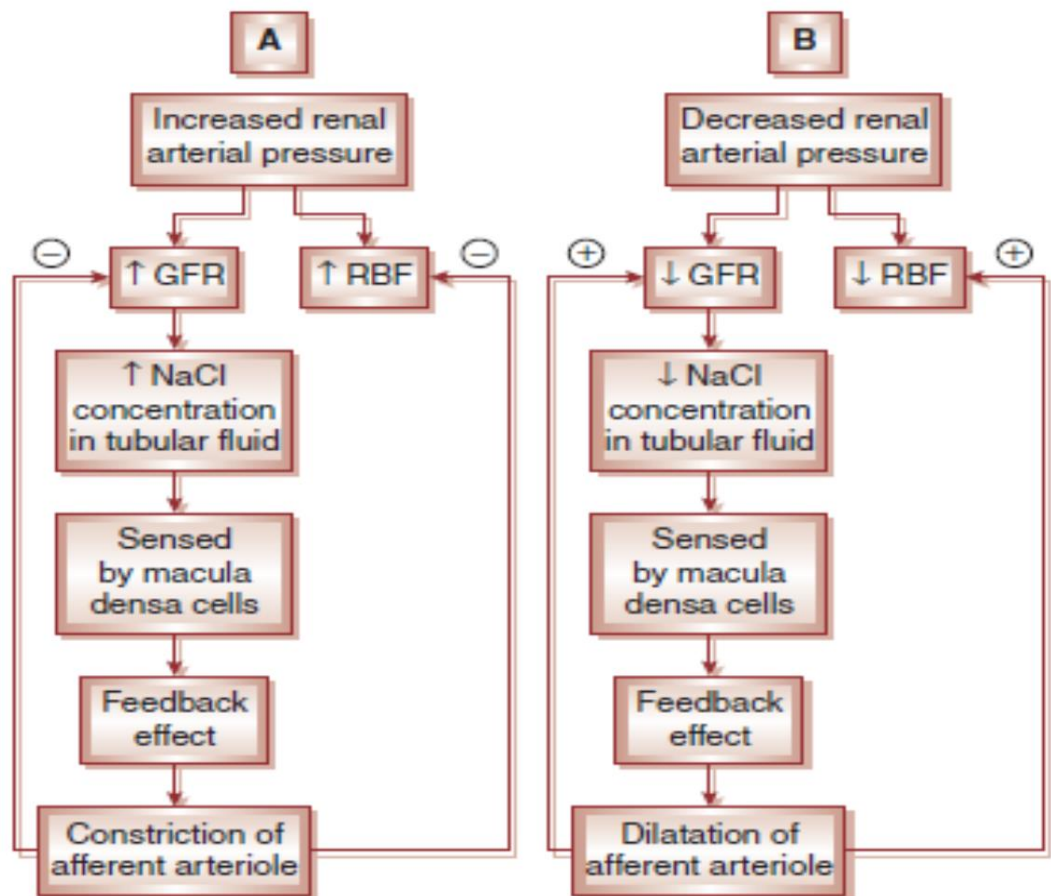 A
Increased renal
arterial pressure
− ↑ GFR
↑ RBF −
↑ NaCl
concentration
in tubular fluid
Sensed
by macula
densa cells
Feedback
effect
Constriction of
afferent arteriole
B
Decreased renal
arterial pressure
+ ↓ GFR
↓ RBF +
↓ NaCl
concentration
in tubular fluid
Sensed
by macula
densa cells
Feedback
effect
Dilatation of
afferent arteriole